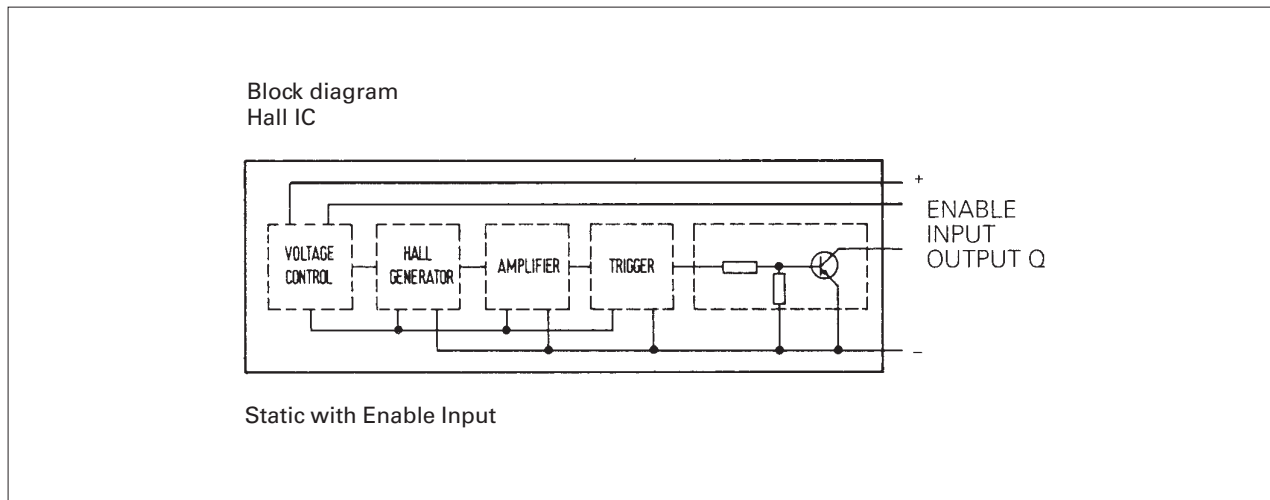 Block diagram
Hall IC
+
ENABLE
INPUT
OUTPUT Q
VOLTAGE
CONTROL
HALL
GENERATOR
AMPLIFIER
TRIGGER
–
Static with Enable Input